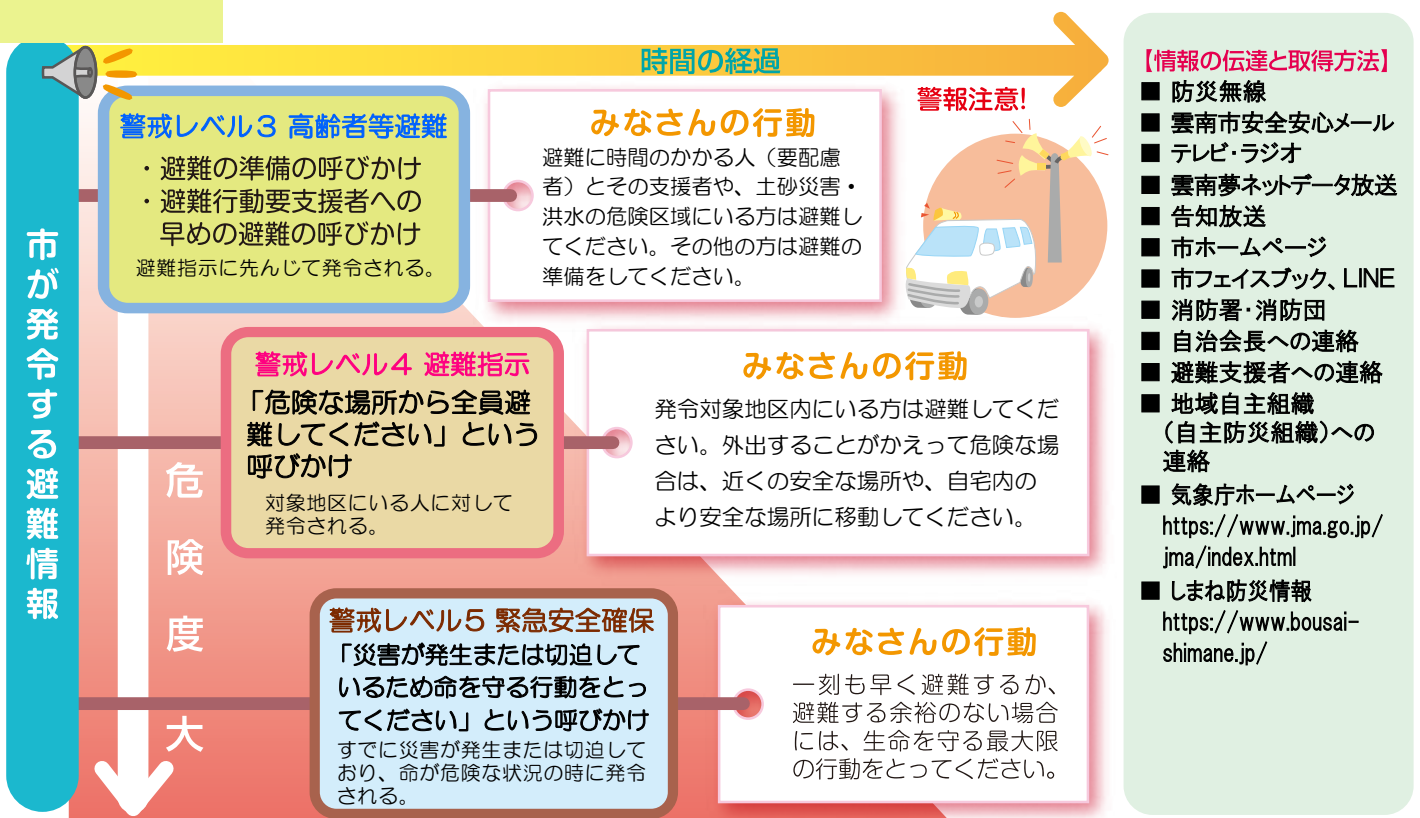 市が発令する避難情報
時間の経過
危険度大
警戒レベル3 高齢者等避難
・避難の準備の呼びかけ
・避難行動要支援者への
早めの避難の呼びかけ
避難指示に先んじて発令される。
みなさんの行動
避難に時間のかかる人（要配慮
者）とその支援者や、土砂災害・
洪水の危険区域にいる方は避難し
てください。その他の方は避難の
準備をしてください。
警報注意!
警戒レベル4 避難指示
「危険な場所から全員避
難してください」という
呼びかけ
対象地区にいる人に対して
発令される。
みなさんの行動
発令対象地区内にいる方は避難してくだ
さい。外出することがかえって危険な場
合は、近くの安全な場所や、自宅内の
より安全な場所に移動してください。
警戒レベル5 緊急安全確保
「災害が発生または切迫して
いるため命を守る行動をとっ
てください」という呼びかけ
すでに災害が発生または切迫して
おり、命が危険な状況の時に発令
される。
みなさんの行動
一刻も早く避難するか、
避難する余裕のない場合
には、生命を守る最大限
の行動をとってください。
【情報の伝達と取得方法】
■ 防災無線
■ 雲南市安全安心メール
■ テレビ・ラジオ
■ 雲南夢ネットデータ放送
■ 告知放送
■ 市ホームページ
■ 市フェイスブック、LINE
■ 消防署・消防団
■ 自治会長への連絡
■ 避難支援者への連絡
■ 地域自主組織
（自主防災組織）への
連絡
■ 気象庁ホームページ
https://www.jma.go.jp/
jma/index.html
■ しまね防災情報
https://www.bousai-
shimane.jp/